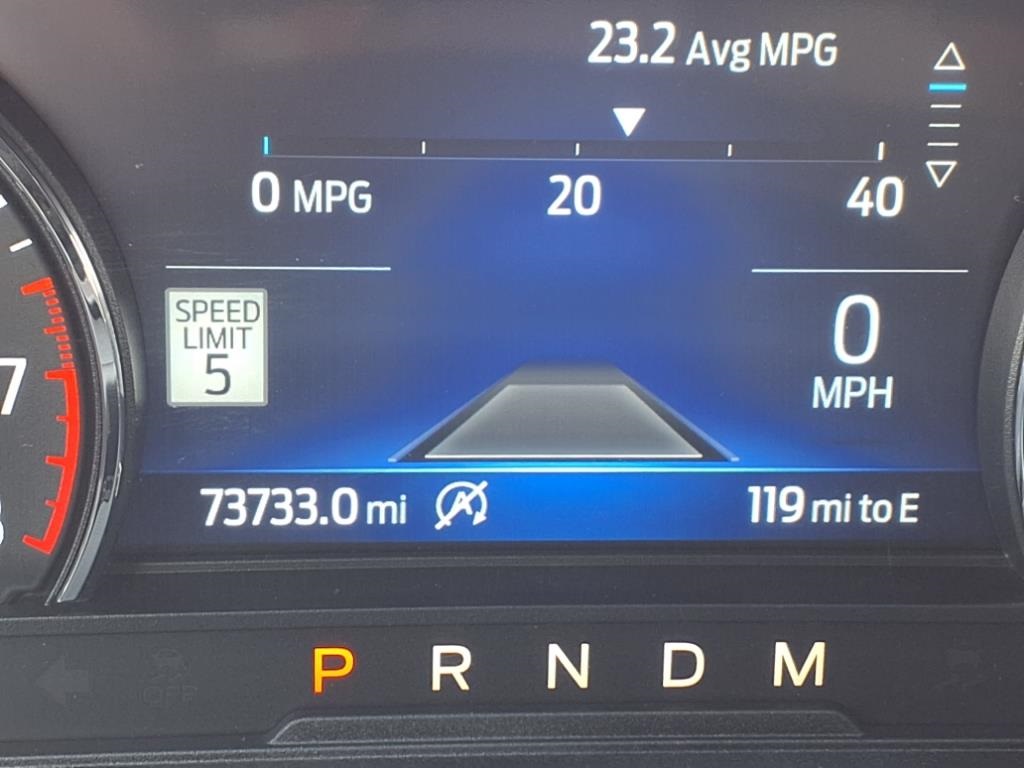 23.2 Avg MPG
0 MPG 20 40
SPEED
LIMIT
5
0
MPH
7
73733.0 mi A 119 mi to E
P R N D M